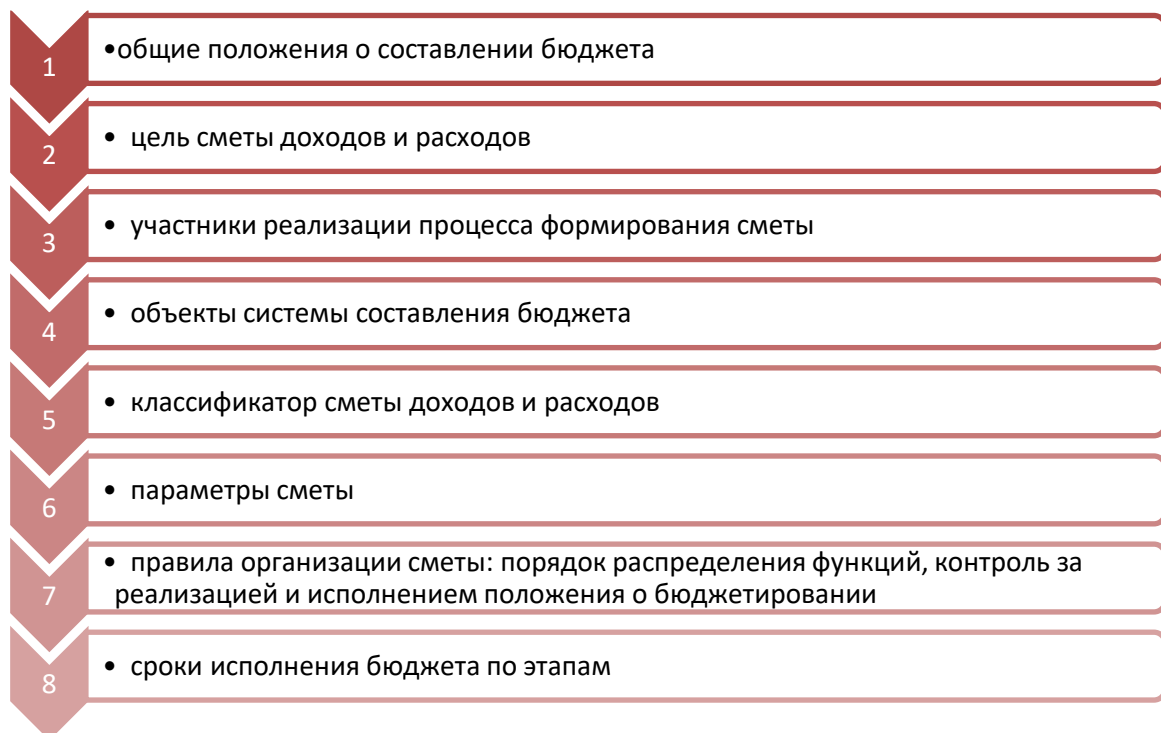 1
•общие положения о составлении бюджета
2
• цель сметы доходов и расходов
3
• участники реализации процесса формирования сметы
4
• объекты системы составления бюджета
5
• классификатор сметы доходов и расходов
6
• параметры сметы
7
• правила организации сметы: порядок распределения функций, контроль за
реализацией и исполнением положения о бюджетировании
8
• сроки исполнения бюджета по этапам